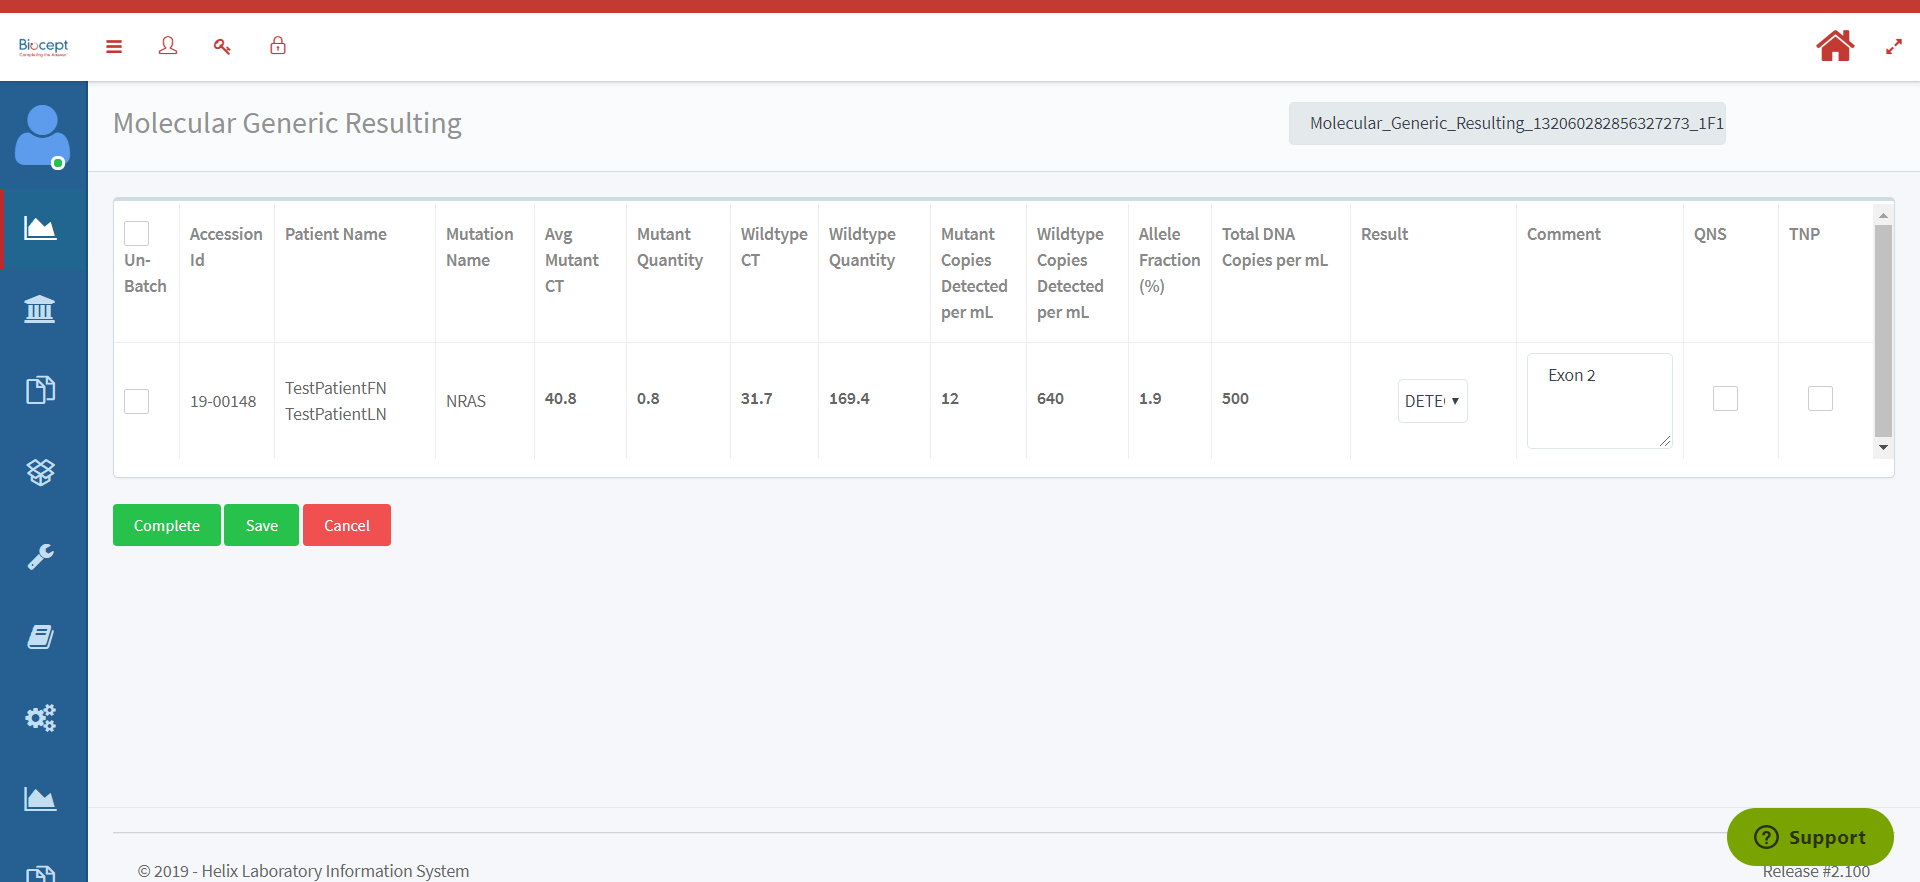 Biocept
Molecular Generic Resulting
Molecular_Generic_Resulting_132060282856327273_1F1
Un-
Batch
Accession
Id
Patient Name
Mutation
Name
Avg
Mutant
CT
Mutant
Quantity
Wildtype
CT
Wildtype
Quantity
Mutant
Copies
Detected
per mL
Wildtype
Copies
Detected
per mL
Allele
Fraction
(%)
Total DNA
Copies per mL
Result
Comment
QNS
TNP
19-00148
TestPatientFN
TestPatientLN
NRAS
40.8
0.8
31.7
169.4
12
640
1.9
500
DETE
Exon 2
Complete
Save
Cancel
Support
© 2019 - Helix Laboratory Information System
Release #2.100